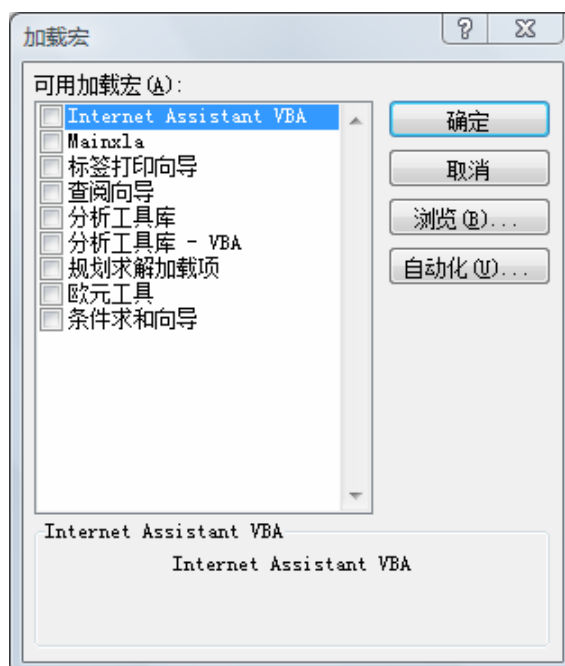 加载宏
可用加载宏(A):
Internet Assistant VBA
Mainxla
标签打印向导
查阅向导
分析工具库
分析工具库 - VBA
规划求解加载项
欧元工具
条件求和向导
确定
取消
浏览(B)...
自动化(U)...
Internet Assistant VBA
Internet Assistant VBA